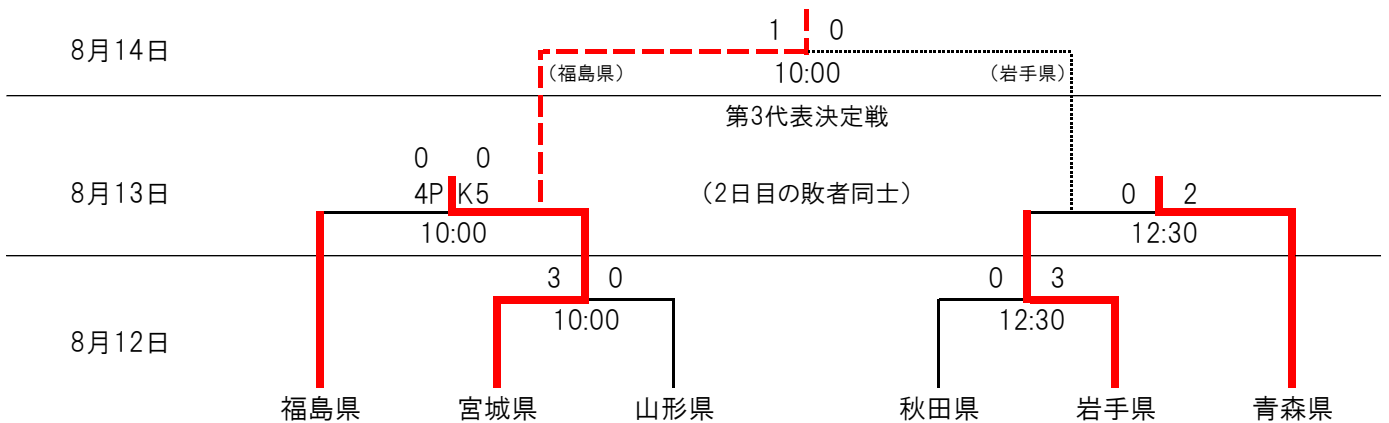 1 0
8月14日
(福島県) 10:00 (岩手県)
第3代表決定戦
0 0
8月13日 4PK5 (2日目の敗者同士) 0 2
10:00 12:30
3 0 0 3
10:00 12:30
8月12日
福島県 宮城県 山形県 秋田県 岩手県 青森県